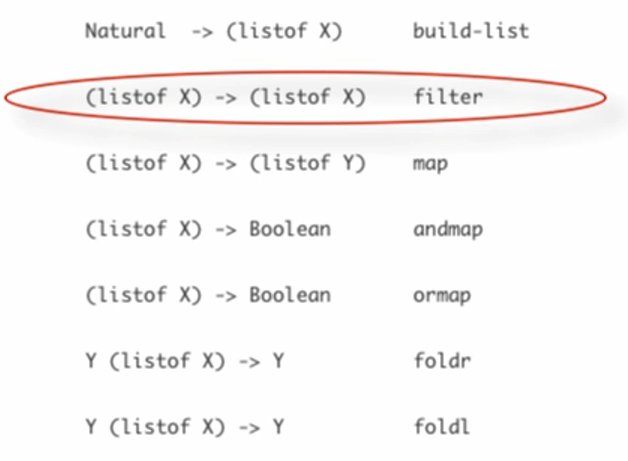 Natural -> (listof X) build-list
(listof X) -> (listof X) filter
(listof X) -> (listof Y) map
(listof X) -> Boolean andmap
(listof X) -> Boolean ormap
Y (listof X) -> Y foldr
Y (listof X) -> Y foldl